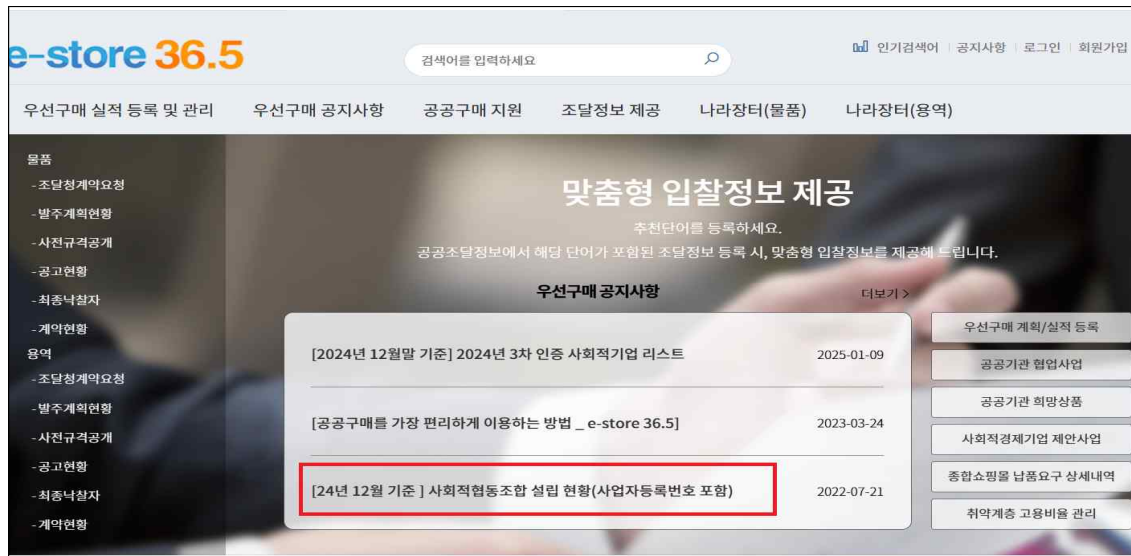 e-store 36.5
검색어를 입력하세요
인기검색어 공지사항 로그인 회원가입
우선구매 실적 등록 및 관리 우선구매 공지사항 공공구매 지원 조달정보 제공 나라장터(물품) 나라장터(용역)
물품
-조달청계약요청
-발주계획현황
-사전규격공개
-공고현황
-최종낙찰자
-계약현황
용역
-조달청계약요청
-발주계획현황
-사전규격공개
-공고현황
-최종낙찰자
-계약현황
맞춤형 입찰정보 제공
추천단어를 등록하세요.
공공조달정보에서 해당 단어가 포함된 조달정보 등록 시, 맞춤형 입찰정보를 제공해 드립니다.
우선구매 공지사항 더보기 >
[2024년 12월말 기준] 2024년 3차 인증 사회적기업 리스트 2025-01-09
[공공구매를 가장 편리하게 이용하는 방법 _ e-store 36.5] 2023-03-24
[24년 12월 기준 ] 사회적협동조합 설립 현황(사업자등록번호 포함) 2022-07-21
우선구매 계획/실적 등록
공공기관 협업사업
공공기관 희망상품
사회적경제기업 제안사업
종합쇼핑몰 납품요구 상세내역
취약계층 고용비율 관리